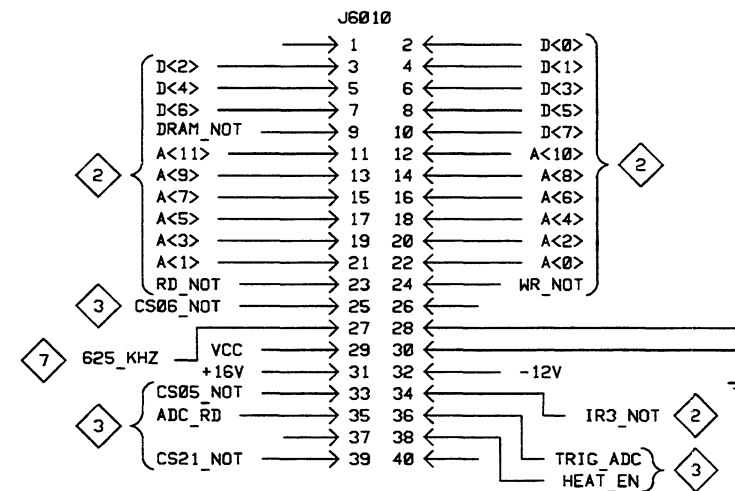 J6010
1 2 D<0>
D<2> 3 4 D<1>
D<4> 5 6 D<3>
D<6> 7 8 D<5>
DRAM_NOT 9 10 D<7>
A<11> 11 12 A<10>
2 A<9> 13 14 A<8> 2
A<7> 15 16 A<6>
A<5> 17 18 A<4>
A<3> 19 20 A<2>
A<1> 21 22 A<0>
RD_NOT 23 24 WR_NOT
3 CS06_NOT 25 26
27 28
7 625_KHZ VCC 29 30
+16V 31 32 -12V
CS05_NOT 33 34
3 ADC_RD 35 36 IR3_NOT 2
37 38
CS21_NOT 39 40 TRIG_ADC 3
HEAT_EN